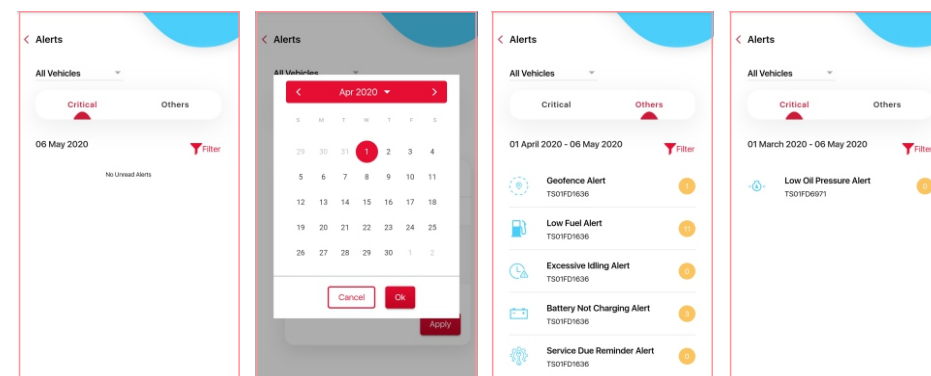 Alerts
All Vehicles
Critical Others
06 May 2020 Filter
No Unread Alerts
Alerts
All Vehicles
Apr 2020
S M T W T F S
29 30 31 1 2 3 4
5 6 7 8 9 10 11
12 13 14 15 16 17 18
19 20 21 22 23 24 25
26 27 28 29 30 1 2
Cancel Ok
Apply
Alerts
All Vehicles
Critical Others
01 April 2020 - 06 May 2020 Filter
Geofence Alert 1
TS01FD1636
Low Fuel Alert 11
TS01FD1636
Excessive Idling Alert 0
TS01FD1636
Battery Not Charging Alert
TS01FD1636
Service Due Reminder Alert 0
TS01FD1636
Alerts
All Vehicles
Critical Others
01 March 2020 - 06 May 2020 Filter
Low Oil Pressure Alert 0
TS01FD6971